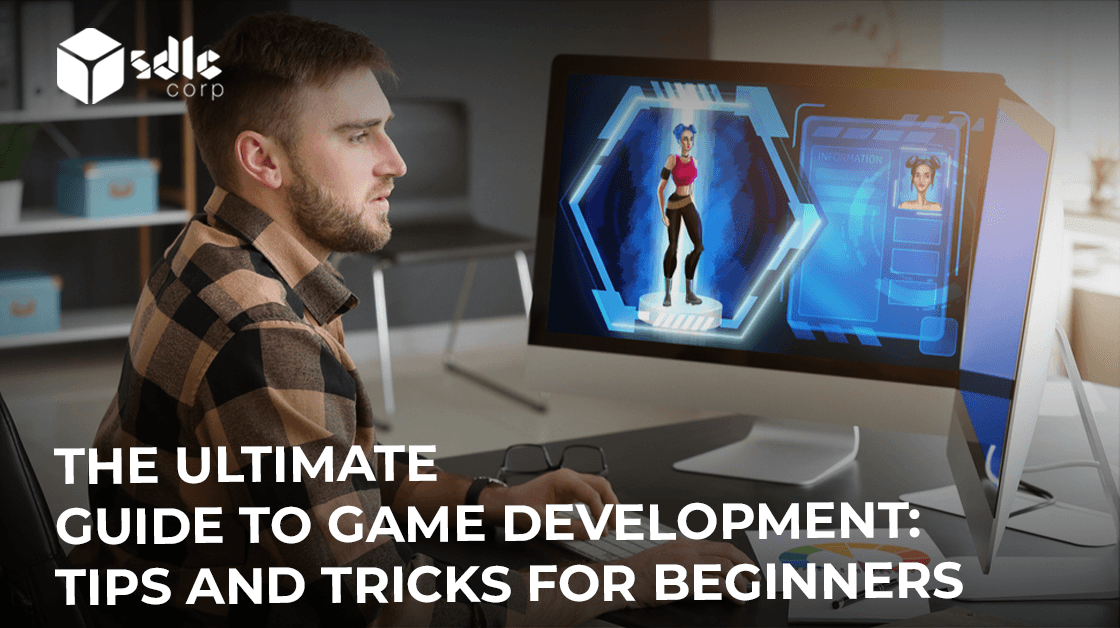 sdlc
corp
INFORMATION
THE ULTIMATE
GUIDE TO GAME DEVELOPMENT:
TIPS AND TRICKS FOR BEGINNERS